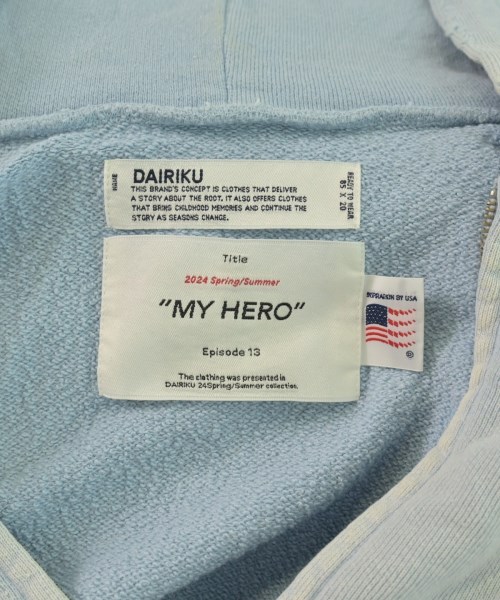 DAIRIKU
THIS BRAND'S CONCEPT IS CLOTHES THAT DELIVER
A STORY ABOUT THE ROOT. IT ALSO OFFERS CLOTHES
THAT BRING CHILDHOOD MEMORIES AND CONTINUE THE
STORY AS SEASONS CHANGE.
READY TO WEAR
85 X 20
Title
2024 Spring/Summer
"MY HERO"
Episode 13
The clothing was presented in
DAIRIKU 24Spring/Summer collection.
INSPIRATION BY USA
®